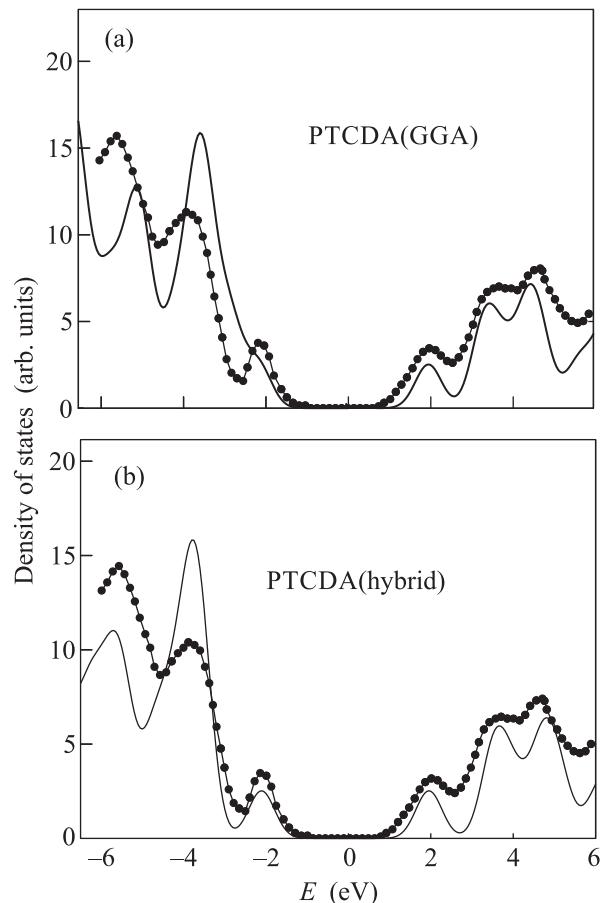 (a)
PTCDA(GGA)
20
15
10
5
0
Density of states (arb. units)
(b)
PTCDA(hybrid)
20
15
10
5
0
–6 –4 –2 0 2 4 6
E (eV)